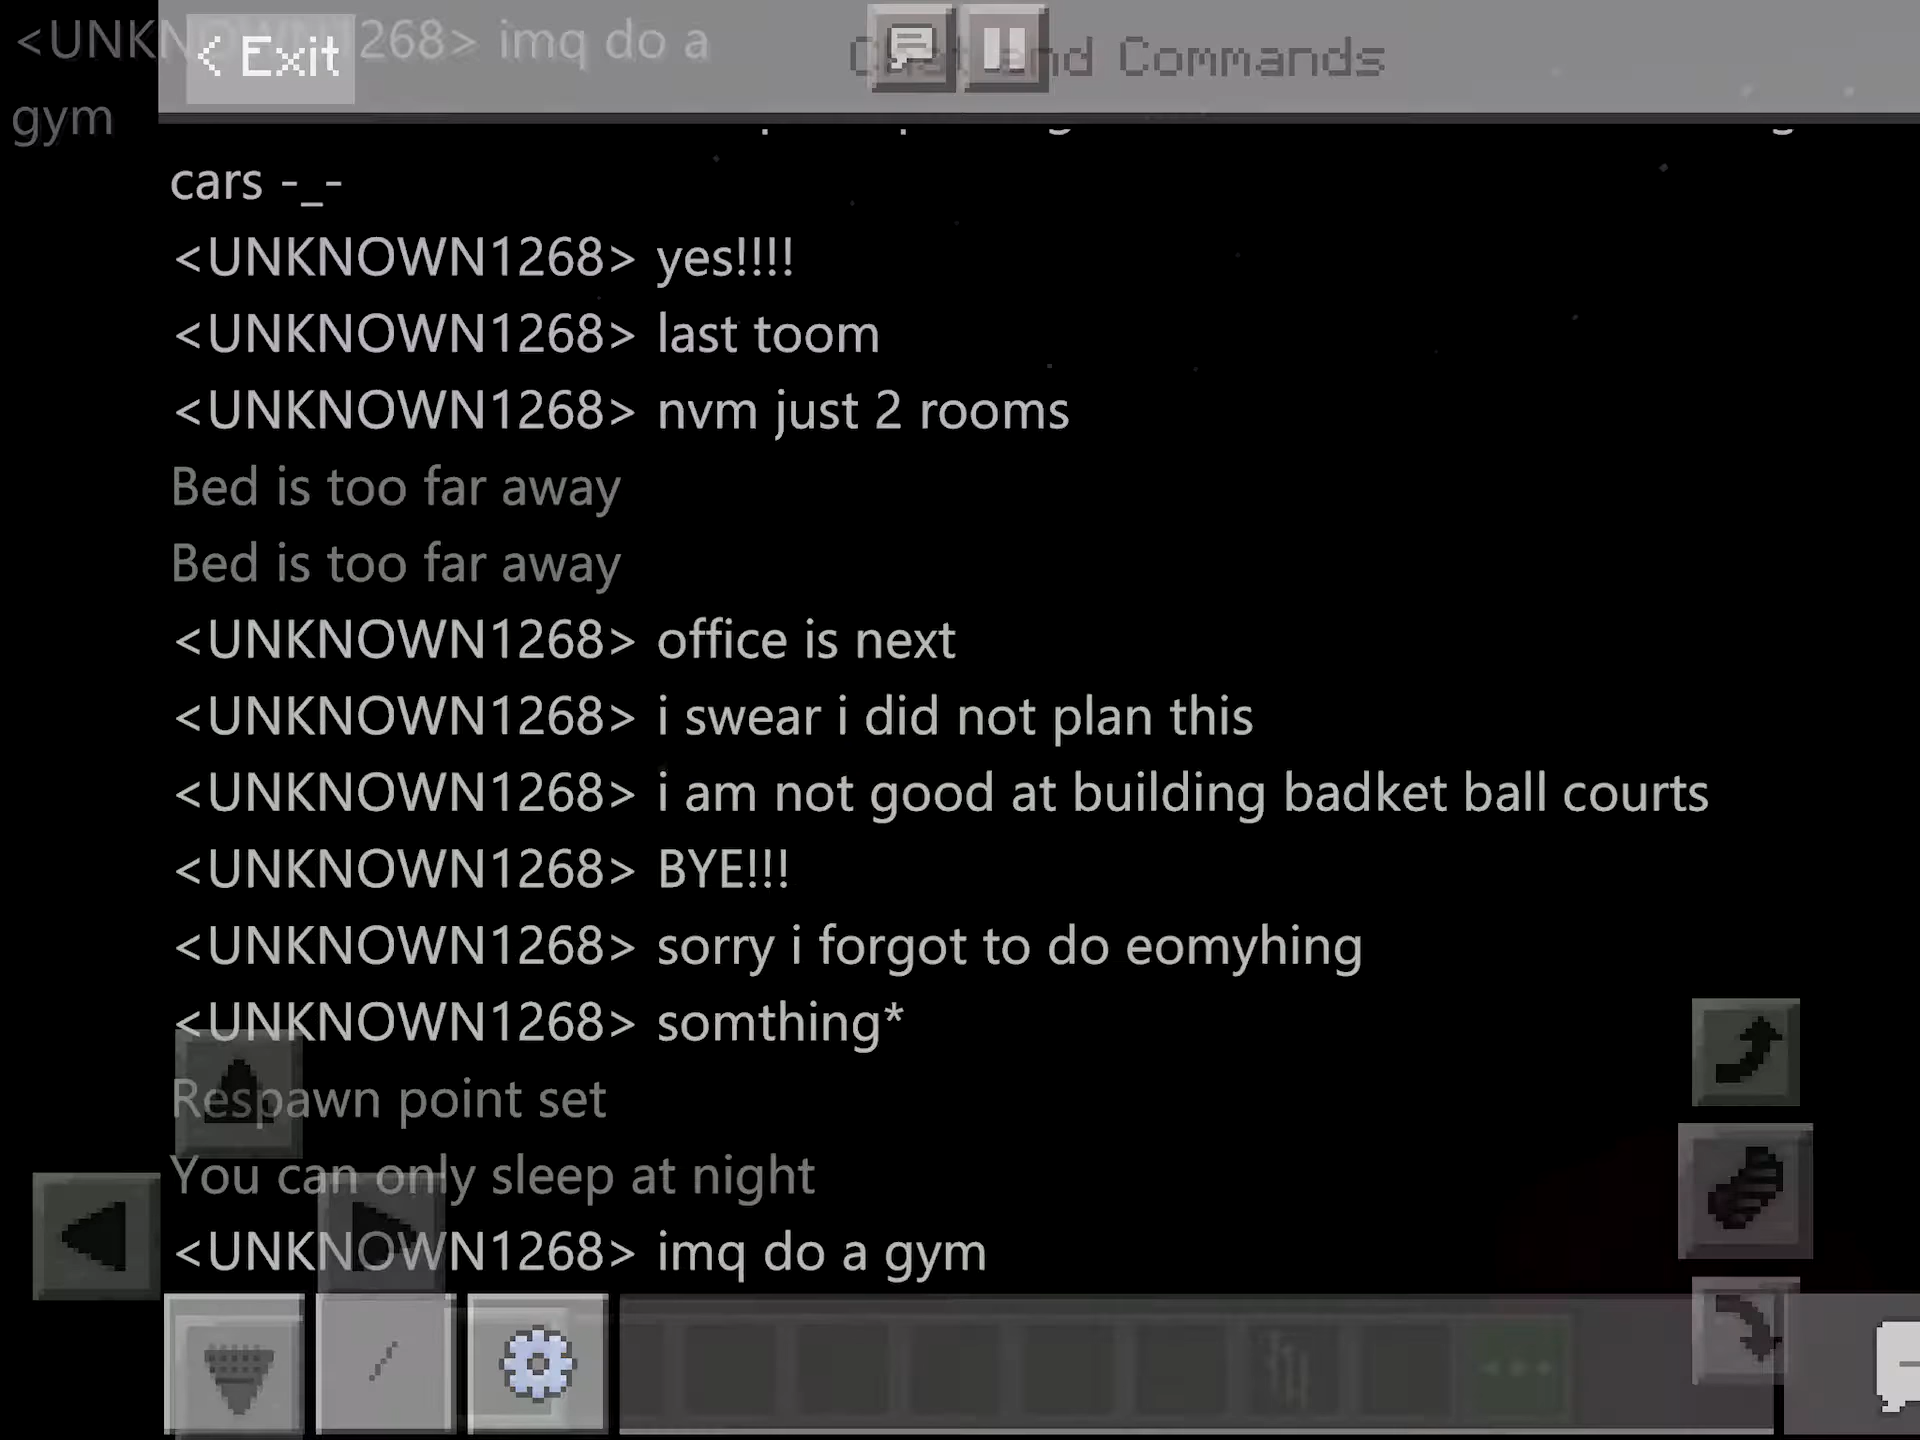 <UNKNOWN1268> imq do a
gym
Exit
Chat and Commands
cars -_-
<UNKNOWN1268> yes!!!!
<UNKNOWN1268> last toom
<UNKNOWN1268> nvm just 2 rooms
Bed is too far away
Bed is too far away
<UNKNOWN1268> office is next
<UNKNOWN1268> i swear i did not plan this
<UNKNOWN1268> i am not good at building badket ball courts
<UNKNOWN1268> BYE!!!
<UNKNOWN1268> sorry i forgot to do eomyhing
<UNKNOWN1268> somthing*
Respawn point set
You can only sleep at night
<UNKNOWN1268> imq do a gym